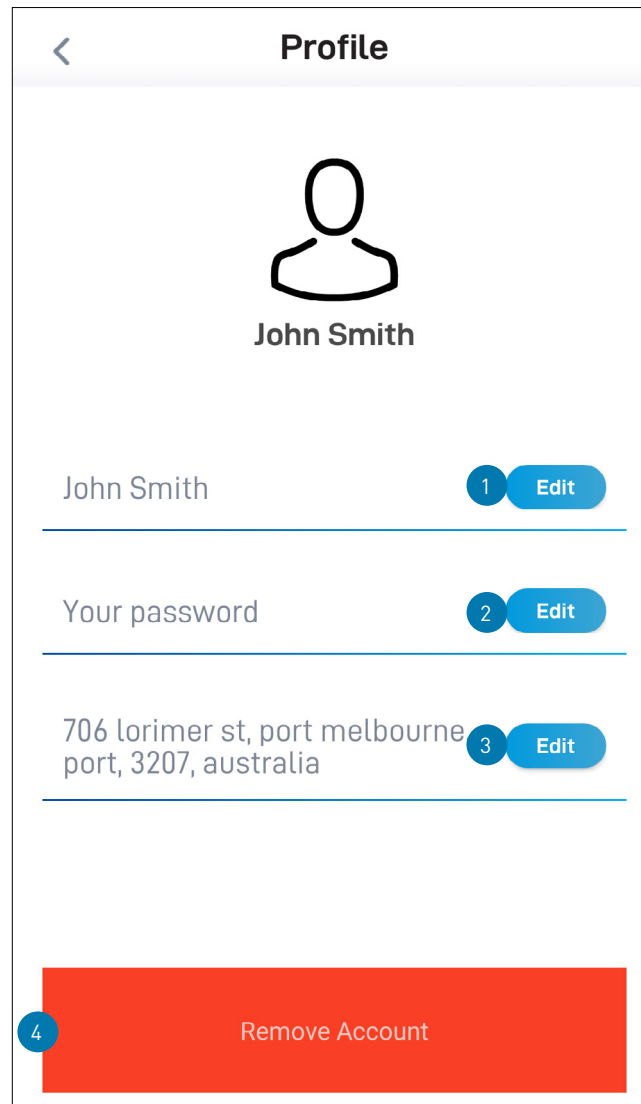 Profile
John Smith
John Smith
1 Edit
Your password
2 Edit
706 lorimer st, port melbourne,
port, 3207, australia
3 Edit
4 Remove Account